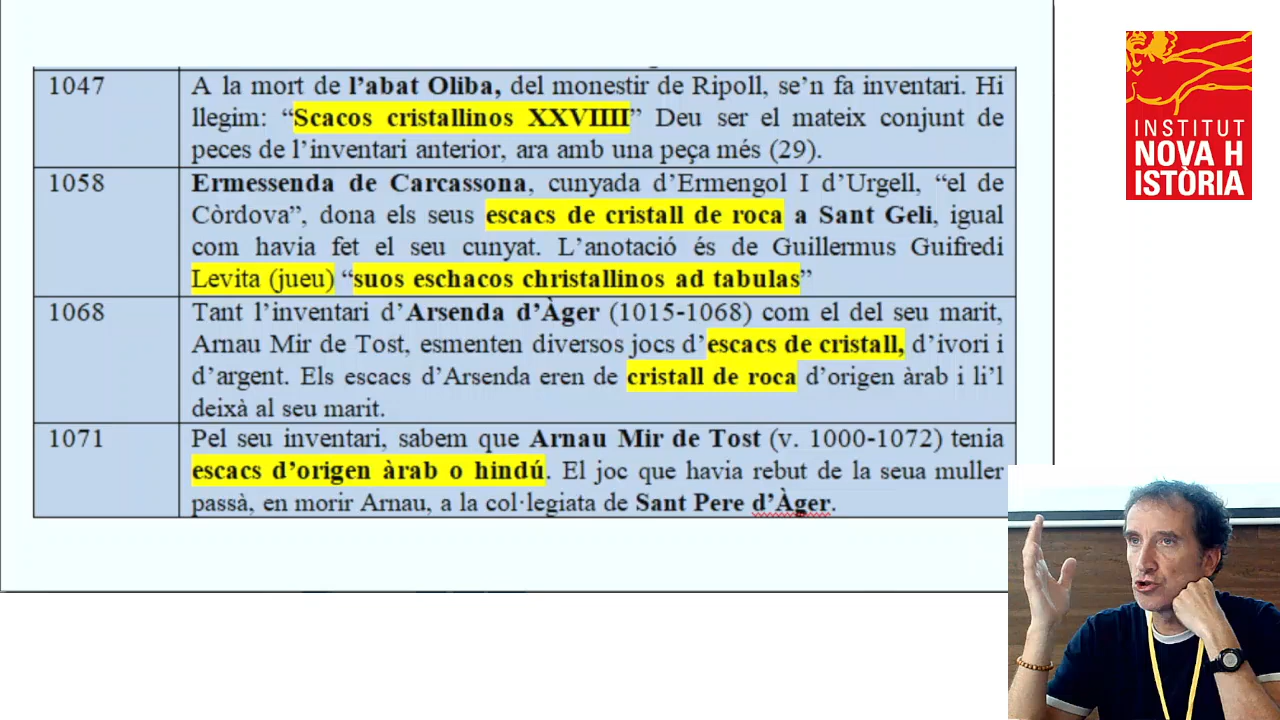 1047
A la mort de l'abat Oliba, del monestir de Ripoll, se'n fa inventari. Hi
llegim: “Scacos cristallinos XXVIIII” Deu ser el mateix conjunt de
peces de l'inventari anterior, ara amb una peça més (29).
1058
Ermessenda de Carcassona, cunyada d'Ermengol I d'Urgell, “el de
Còrdova”, dona els seus escacs de cristall de roca a Sant Geli, igual
com havia fet el seu cunyat. L'anotació és de Guillermus Guifredi
Levita (jueu) “suos eschacos christallinos ad tabulas”
1068
Tant l'inventari d'Arsenda d'Àger (1015-1068) com el del seu marit,
Arnau Mir de Tost, esmenten diversos jocs d'escacs de cristall, d'ivori i
d'argent. Els escacs d'Arsenda eren de cristall de roca d'origen àrab i li'l
deixà al seu marit.
1071
Pel seu inventari, sabem que Arnau Mir de Tost (v. 1000-1072) tenia
escacs d'origen àrab o hindú. El joc que havia rebut de la seua muller
passà, en morir Arnau, a la col·legiata de Sant Pere d'Àger.
INSTITUT
NOVA H
ISTÒRIA